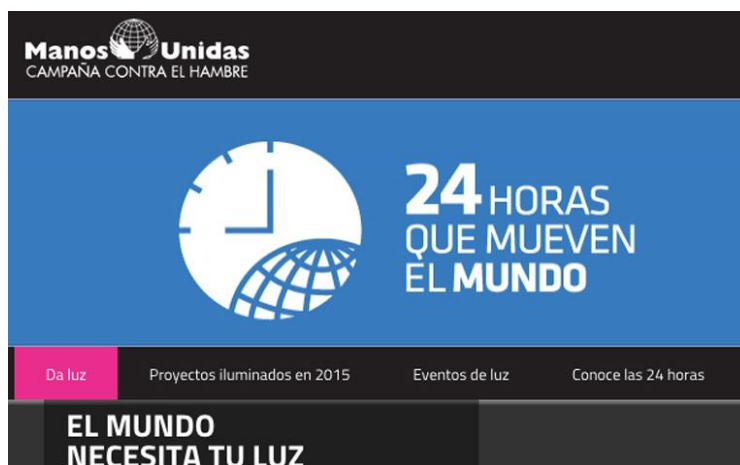 Manos Unidas
CAMPAÑA CONTRA EL HAMBRE
24 HORAS
QUE MUEVEN
EL MUNDO
Da luz
Proyectos iluminados en 2015
Eventos de luz
Conoce las 24 horas
EL MUNDO
NECESITA TU LUZ